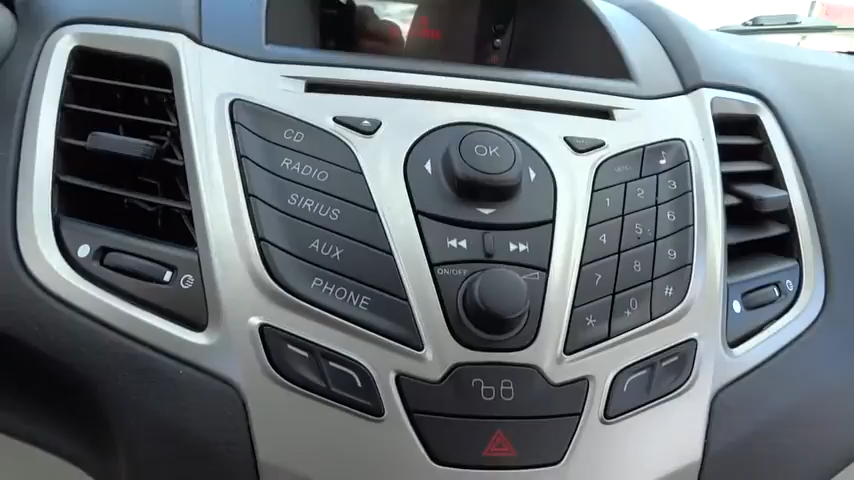 CD
RADIO
SIRIUS
AUX
PHONE
OK
ON/OFF
1 2 3
4 5 6
7 8 9
* 0 #